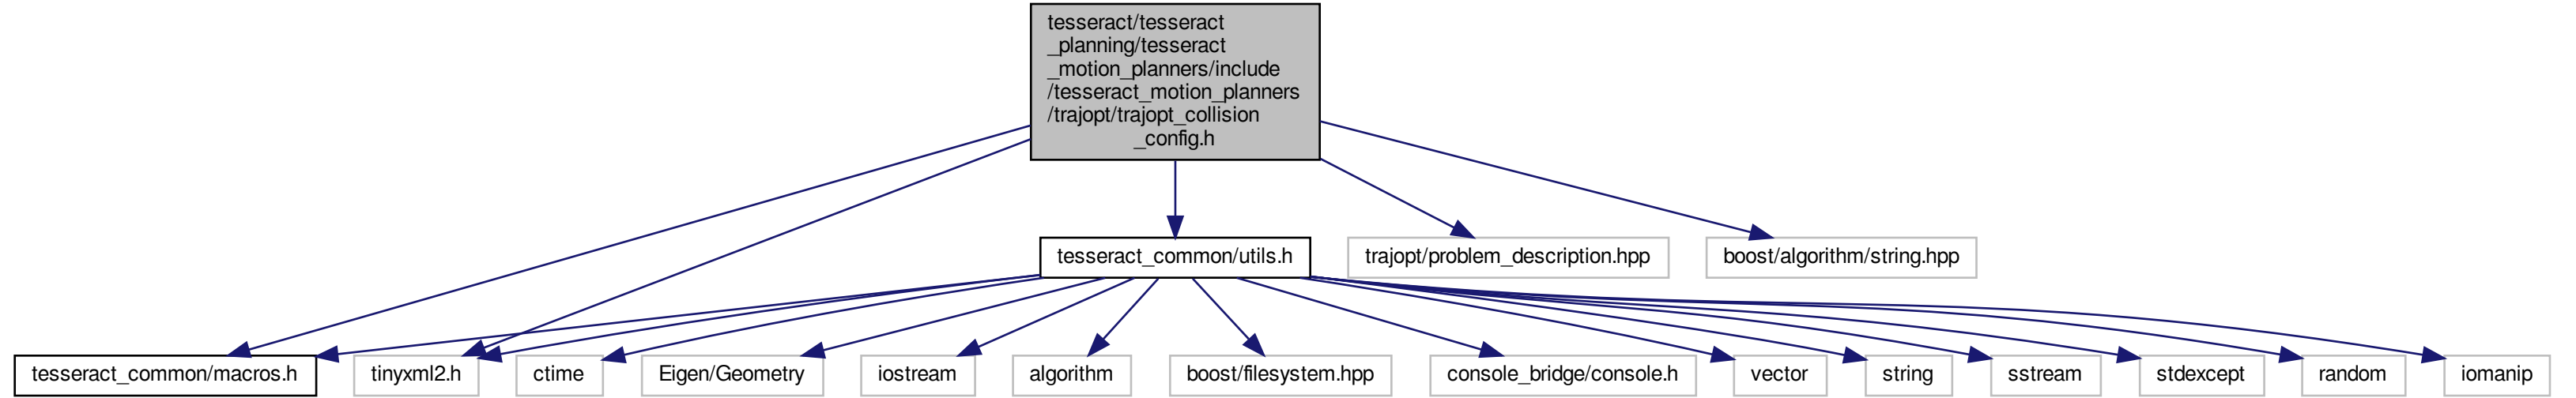 tesseract/tesseract
_planning/tesseract
_motion_planners/include
/tesseract_motion_planners
/trajopt/trajopt_collision
_config.h
tesseract_common/utils.h
trajopt/problem_description.hpp
boost/algorithm/string.hpp
tesseract_common/macros.h
tinyxml2.h
ctime
Eigen/Geometry
iostream
algorithm
boost/filesystem.hpp
console_bridge/console.h
vector
string
sstream
stdexcept
random
iomanip